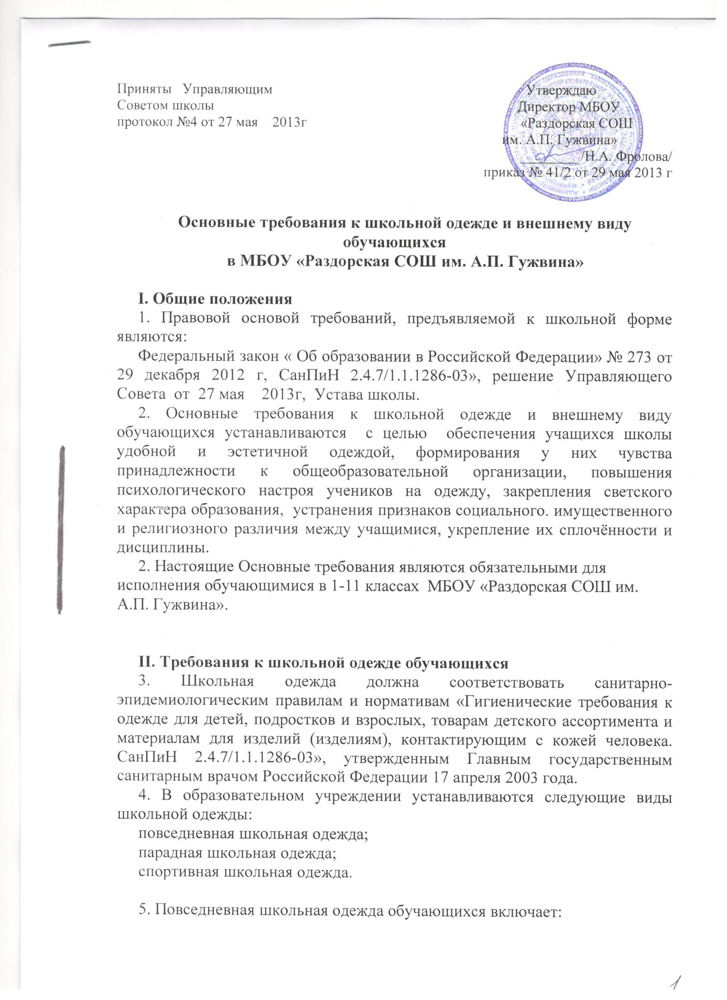 Приняты Управляющим
Советом школы
протокол №4 от 27 мая 2013г
Утверждаю
Директор МБОУ
«Раздорская СОШ
им. А.П. Гужвина»
________ /Н.А. Фролова/
приказ № 41/2 от 29 мая 2013 г
Основные требования к школьной одежде и внешнему виду
обучающихся
в МБОУ «Раздорская СОШ им. А.П. Гужвина»
I. Общие положения
1. Правовой основой требований, предъявляемой к школьной форме
являются:
Федеральный закон « Об образовании в Российской Федерации» № 273 от
29 декабря 2012 г, СанПиН 2.4.7/1.1.1286-03», решение Управляющего
Совета от 27 мая 2013г, Устава школы.
2. Основные требования к школьной одежде и внешнему виду
обучающихся устанавливаются с целью обеспечения учащихся школы
удобной и эстетичной одеждой, формирования у них чувства
принадлежности к общеобразовательной организации, повышения
психологического настроя учеников на одежду, закрепления светского
характера образования, устранения признаков социального. имущественного
и религиозного различия между учащимися, укрепление их сплочённости и
дисциплины.
2. Настоящие Основные требования являются обязательными для
исполнения обучающимися в 1-11 классах МБОУ «Раздорская СОШ им.
А.П. Гужвина».
II. Требования к школьной одежде обучающихся
3. Школьная одежда должна соответствовать санитарно-
эпидемиологическим правилам и нормативам «Гигиенические требования к
одежде для детей, подростков и взрослых, товарам детского ассортимента и
материалам для изделий (изделиям), контактирующим с кожей человека.
СанПиН 2.4.7/1.1.1286-03», утвержденным Главным государственным
санитарным врачом Российской Федерации 17 апреля 2003 года.
4. В образовательном учреждении устанавливаются следующие виды
школьной одежды:
повседневная школьная одежда;
парадная школьная одежда;
спортивная школьная одежда.
5. Повседневная школьная одежда обучающихся включает:
1